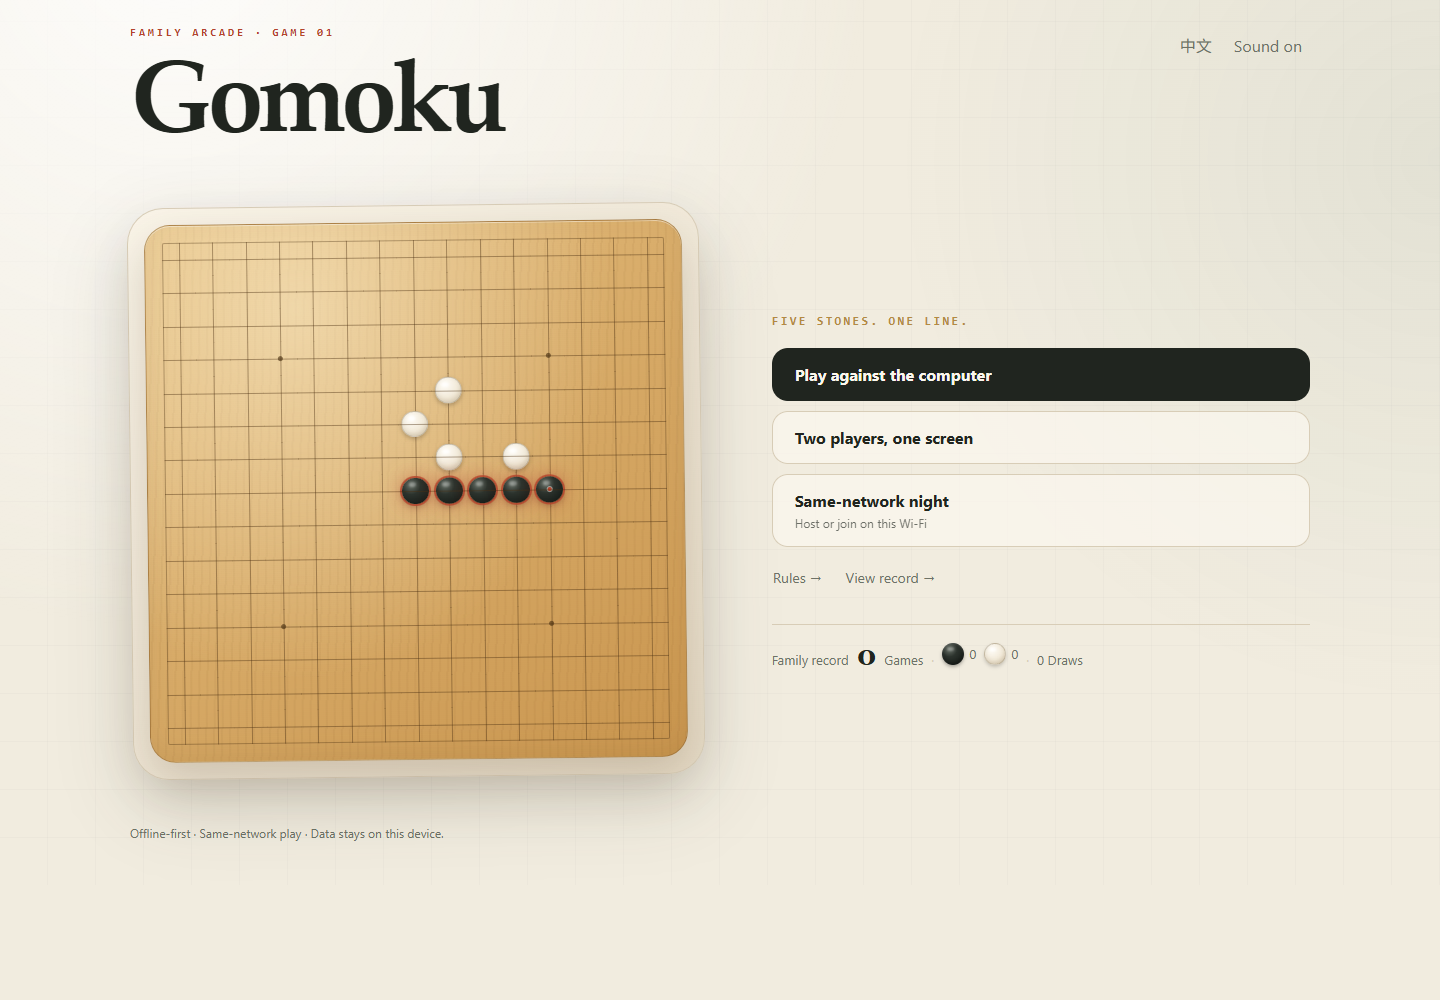 FAMILY ARCADE · GAME 01
Gomoku
中文 Sound on
FIVE STONES. ONE LINE.
Play against the computer
Two players, one screen
Same-network night
Host or join on this Wi-Fi
Rules → View record →
Family record 0 Games · 0 0 · 0 Draws
Offline-first · Same-network play · Data stays on this device.